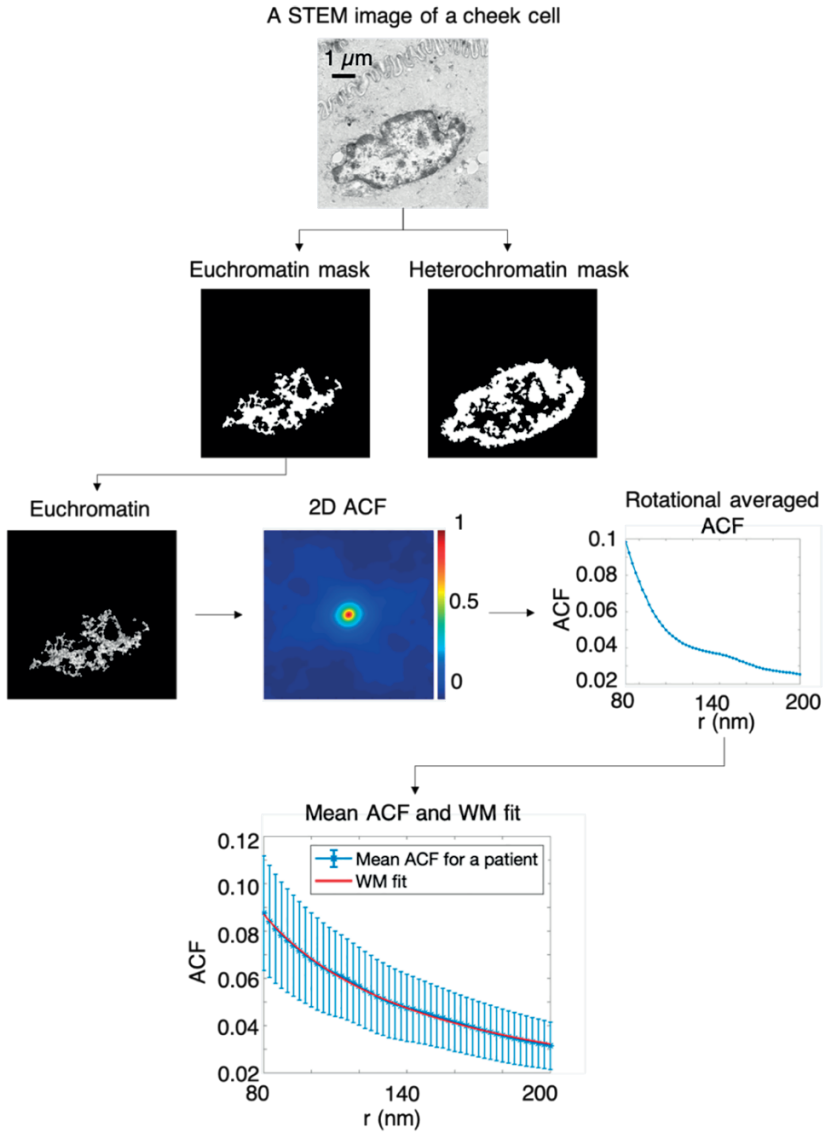 A STEM image of a cheek cell
1 μm
Euchromatin mask
Heterochromatin mask
Euchromatin
2D ACF
1
0.5
0
Rotational averaged
ACF
0.1
0.08
0.06
0.04
0.02
ACF
80
140
200
r (nm)
Mean ACF and WM fit
0.12
0.10
0.08
0.06
0.04
0.02
ACF
Mean ACF for a patient
WM fit
80
140
200
r (nm)